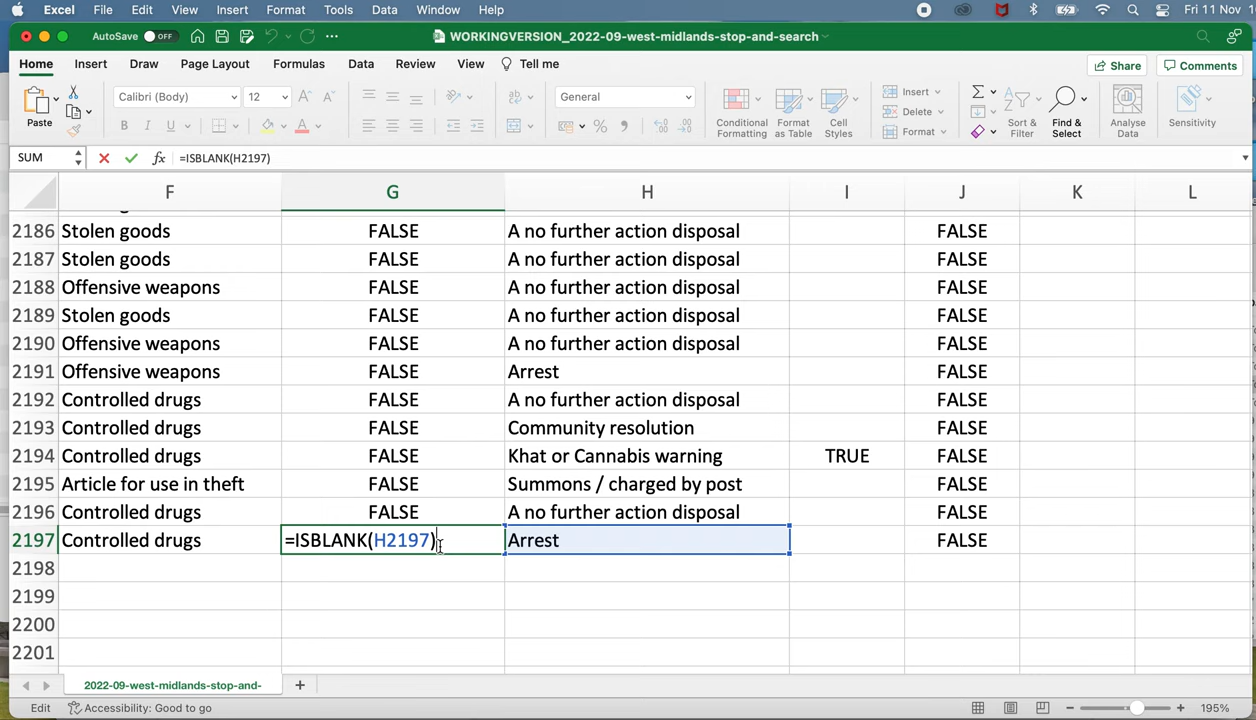 Excel File Edit View Insert Format Tools Data Window Help Fri 11 Nov 1
AutoSave OFF WORKINGVERSION_2022-09-west-midlands-stop-and-search
Home Insert Draw Page Layout Formulas Data Review View Tell me Share Comments
Paste Calibri (Body) 12 General Conditional Formatting Format as Table Cell Styles Insert Delete Format Sort & Filter Find & Select Analyse Data Sensitivity
SUM fx =ISBLANK(H2197)
F G H I J K L
2186 Stolen goods FALSE A no further action disposal FALSE
2187 Stolen goods FALSE A no further action disposal FALSE
2188 Offensive weapons FALSE A no further action disposal FALSE
2189 Stolen goods FALSE A no further action disposal FALSE
2190 Offensive weapons FALSE A no further action disposal FALSE
2191 Offensive weapons FALSE Arrest FALSE
2192 Controlled drugs FALSE A no further action disposal FALSE
2193 Controlled drugs FALSE Community resolution FALSE
2194 Controlled drugs FALSE Khat or Cannabis warning TRUE FALSE
2195 Article for use in theft FALSE Summons / charged by post FALSE
2196 Controlled drugs FALSE A no further action disposal FALSE
2197 Controlled drugs =ISBLANK(H2197) Arrest FALSE
2198
2199
2200
2201
2022-09-west-midlands-stop-and-
Edit Accessibility: Good to go 195%